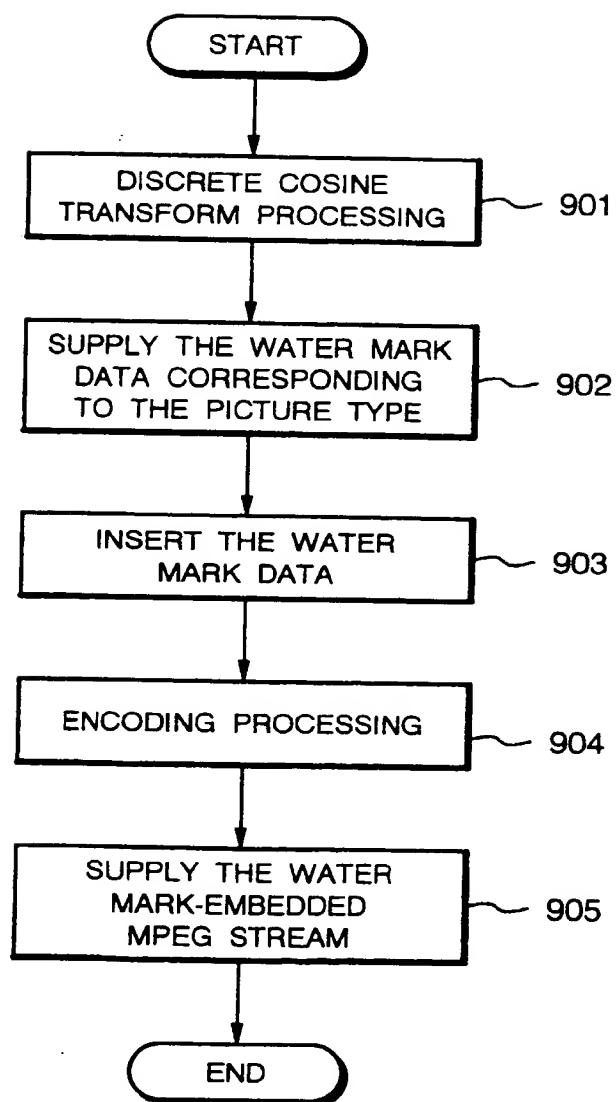 START
DISCRETE COSINE
TRANSFORM PROCESSING
901
SUPPLY THE WATER MARK
DATA CORRESPONDING
TO THE PICTURE TYPE
902
INSERT THE WATER
MARK DATA
903
ENCODING PROCESSING
904
SUPPLY THE WATER
MARK-EMBEDDED
MPEG STREAM
905
END